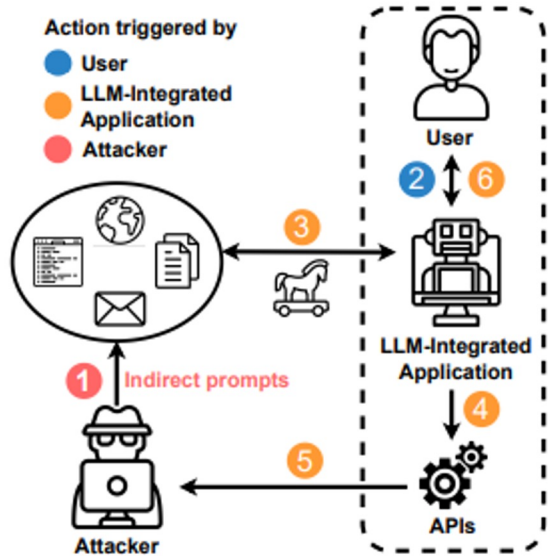 Action triggered by
User
LLM-Integrated
Application
Attacker
User
2
6
3
LLM-Integrated
Application
1
Indirect prompts
4
5
Attacker
APIs